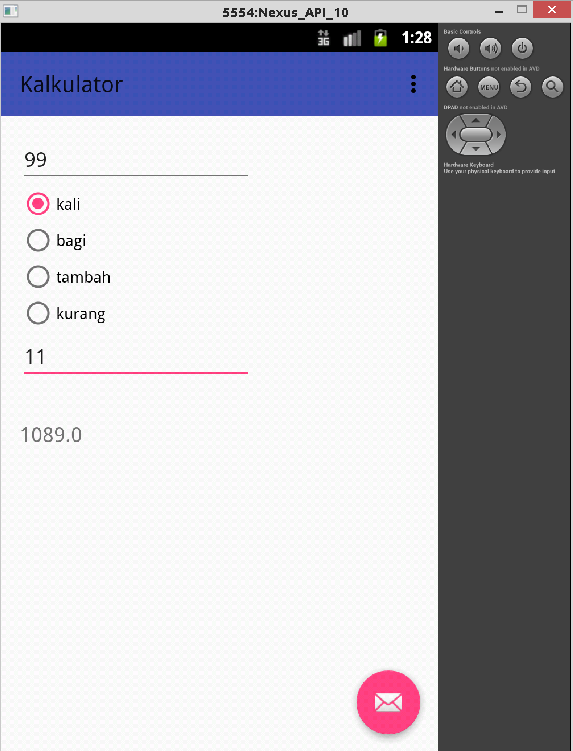 5554:Nexus_API_10
3G
1:28
Kalkulator
99
kali
bagi
tambah
kurang
11
1089.0
Basic Controls
Hardware Buttons not enabled in AVD
MENU
DPAD not enabled in AVD
Hardware Keyboard
Use your physical keyboard to provide input